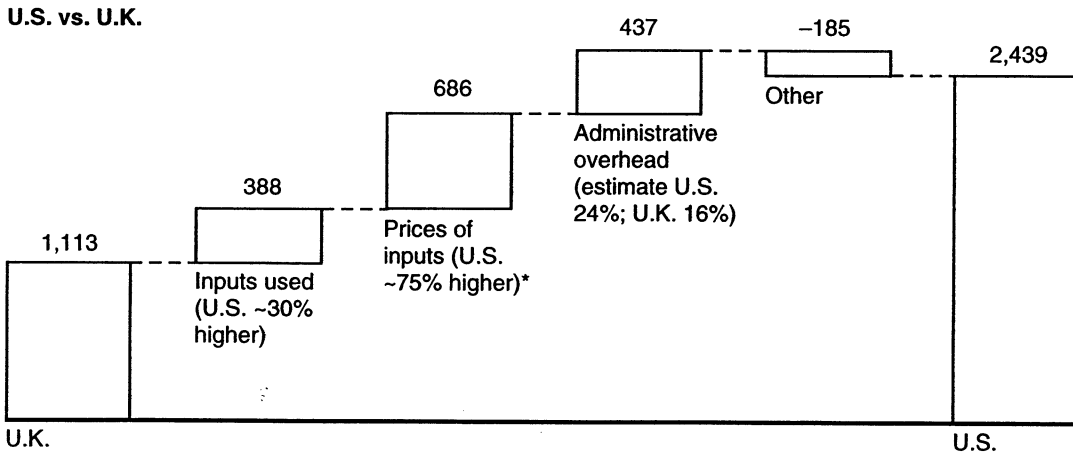 U.S. vs. U.K.
1,113
388
686
437
−185
2,439
Inputs used
(U.S. ~30%
higher)
Prices of
inputs (U.S.
~75% higher)*
Administrative
overhead
(estimate U.S.
24%; U.K. 16%)
Other
U.K.
U.S.